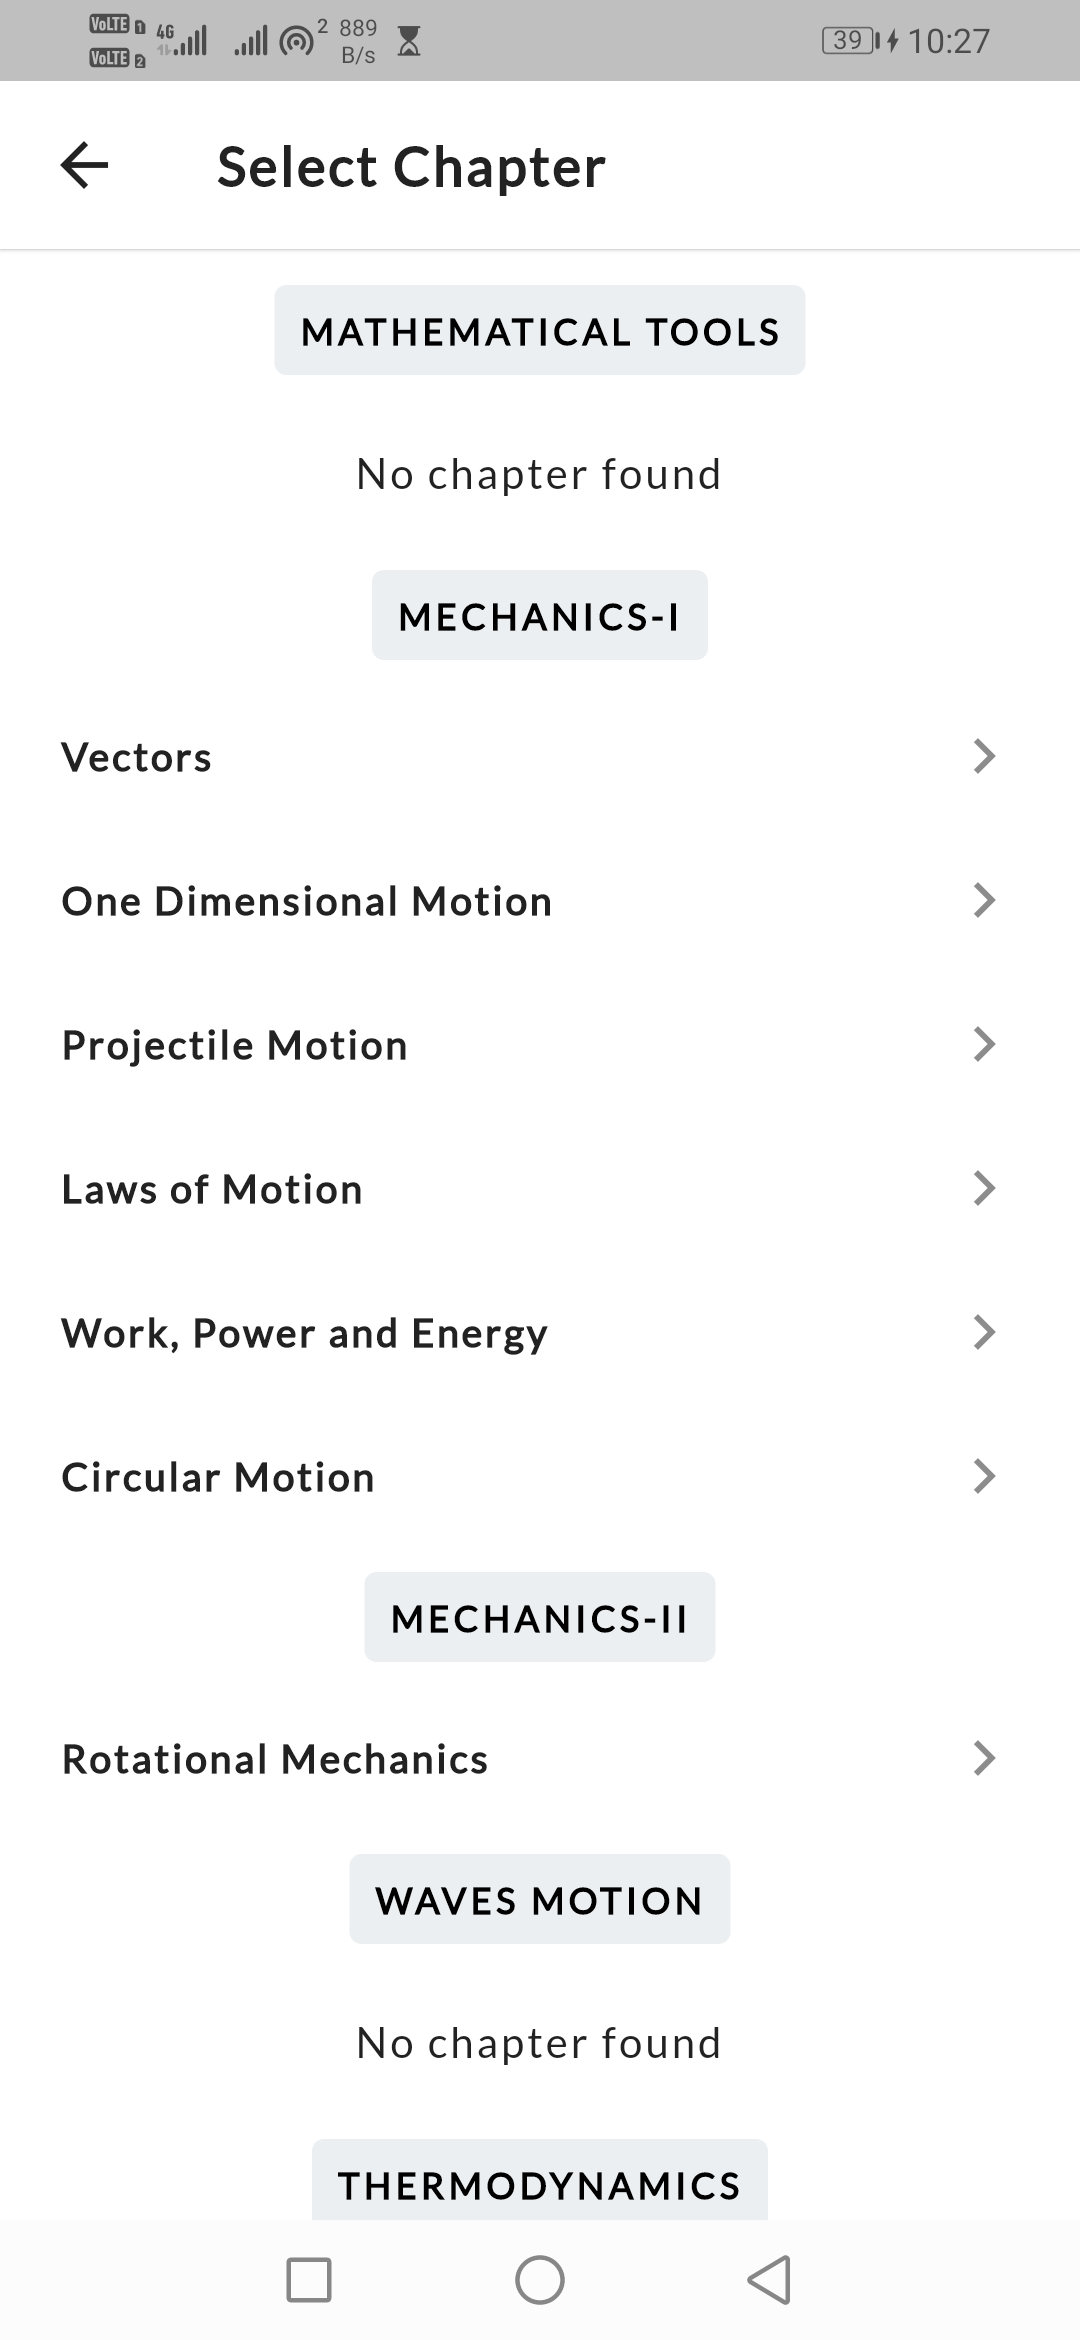 VoLTE 1 4G 2 889 39 10:27
VoLTE 2 B/s
Select Chapter
MATHEMATICAL TOOLS
No chapter found
MECHANICS-I
Vectors
One Dimensional Motion
Projectile Motion
Laws of Motion
Work, Power and Energy
Circular Motion
MECHANICS-II
Rotational Mechanics
WAVES MOTION
No chapter found
THERMODYNAMICS